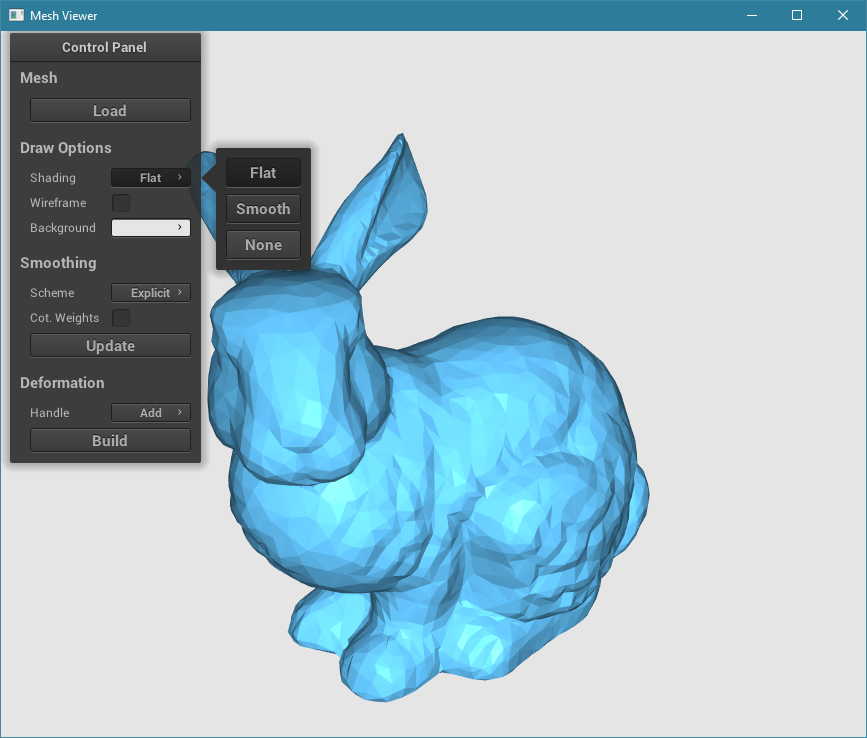 Mesh Viewer
Control Panel
Mesh
Load
Draw Options
Shading Flat
Wireframe
Background
Flat
Smooth
None
Smoothing
Scheme Explicit
Cot. Weights
Update
Deformation
Handle Add
Build